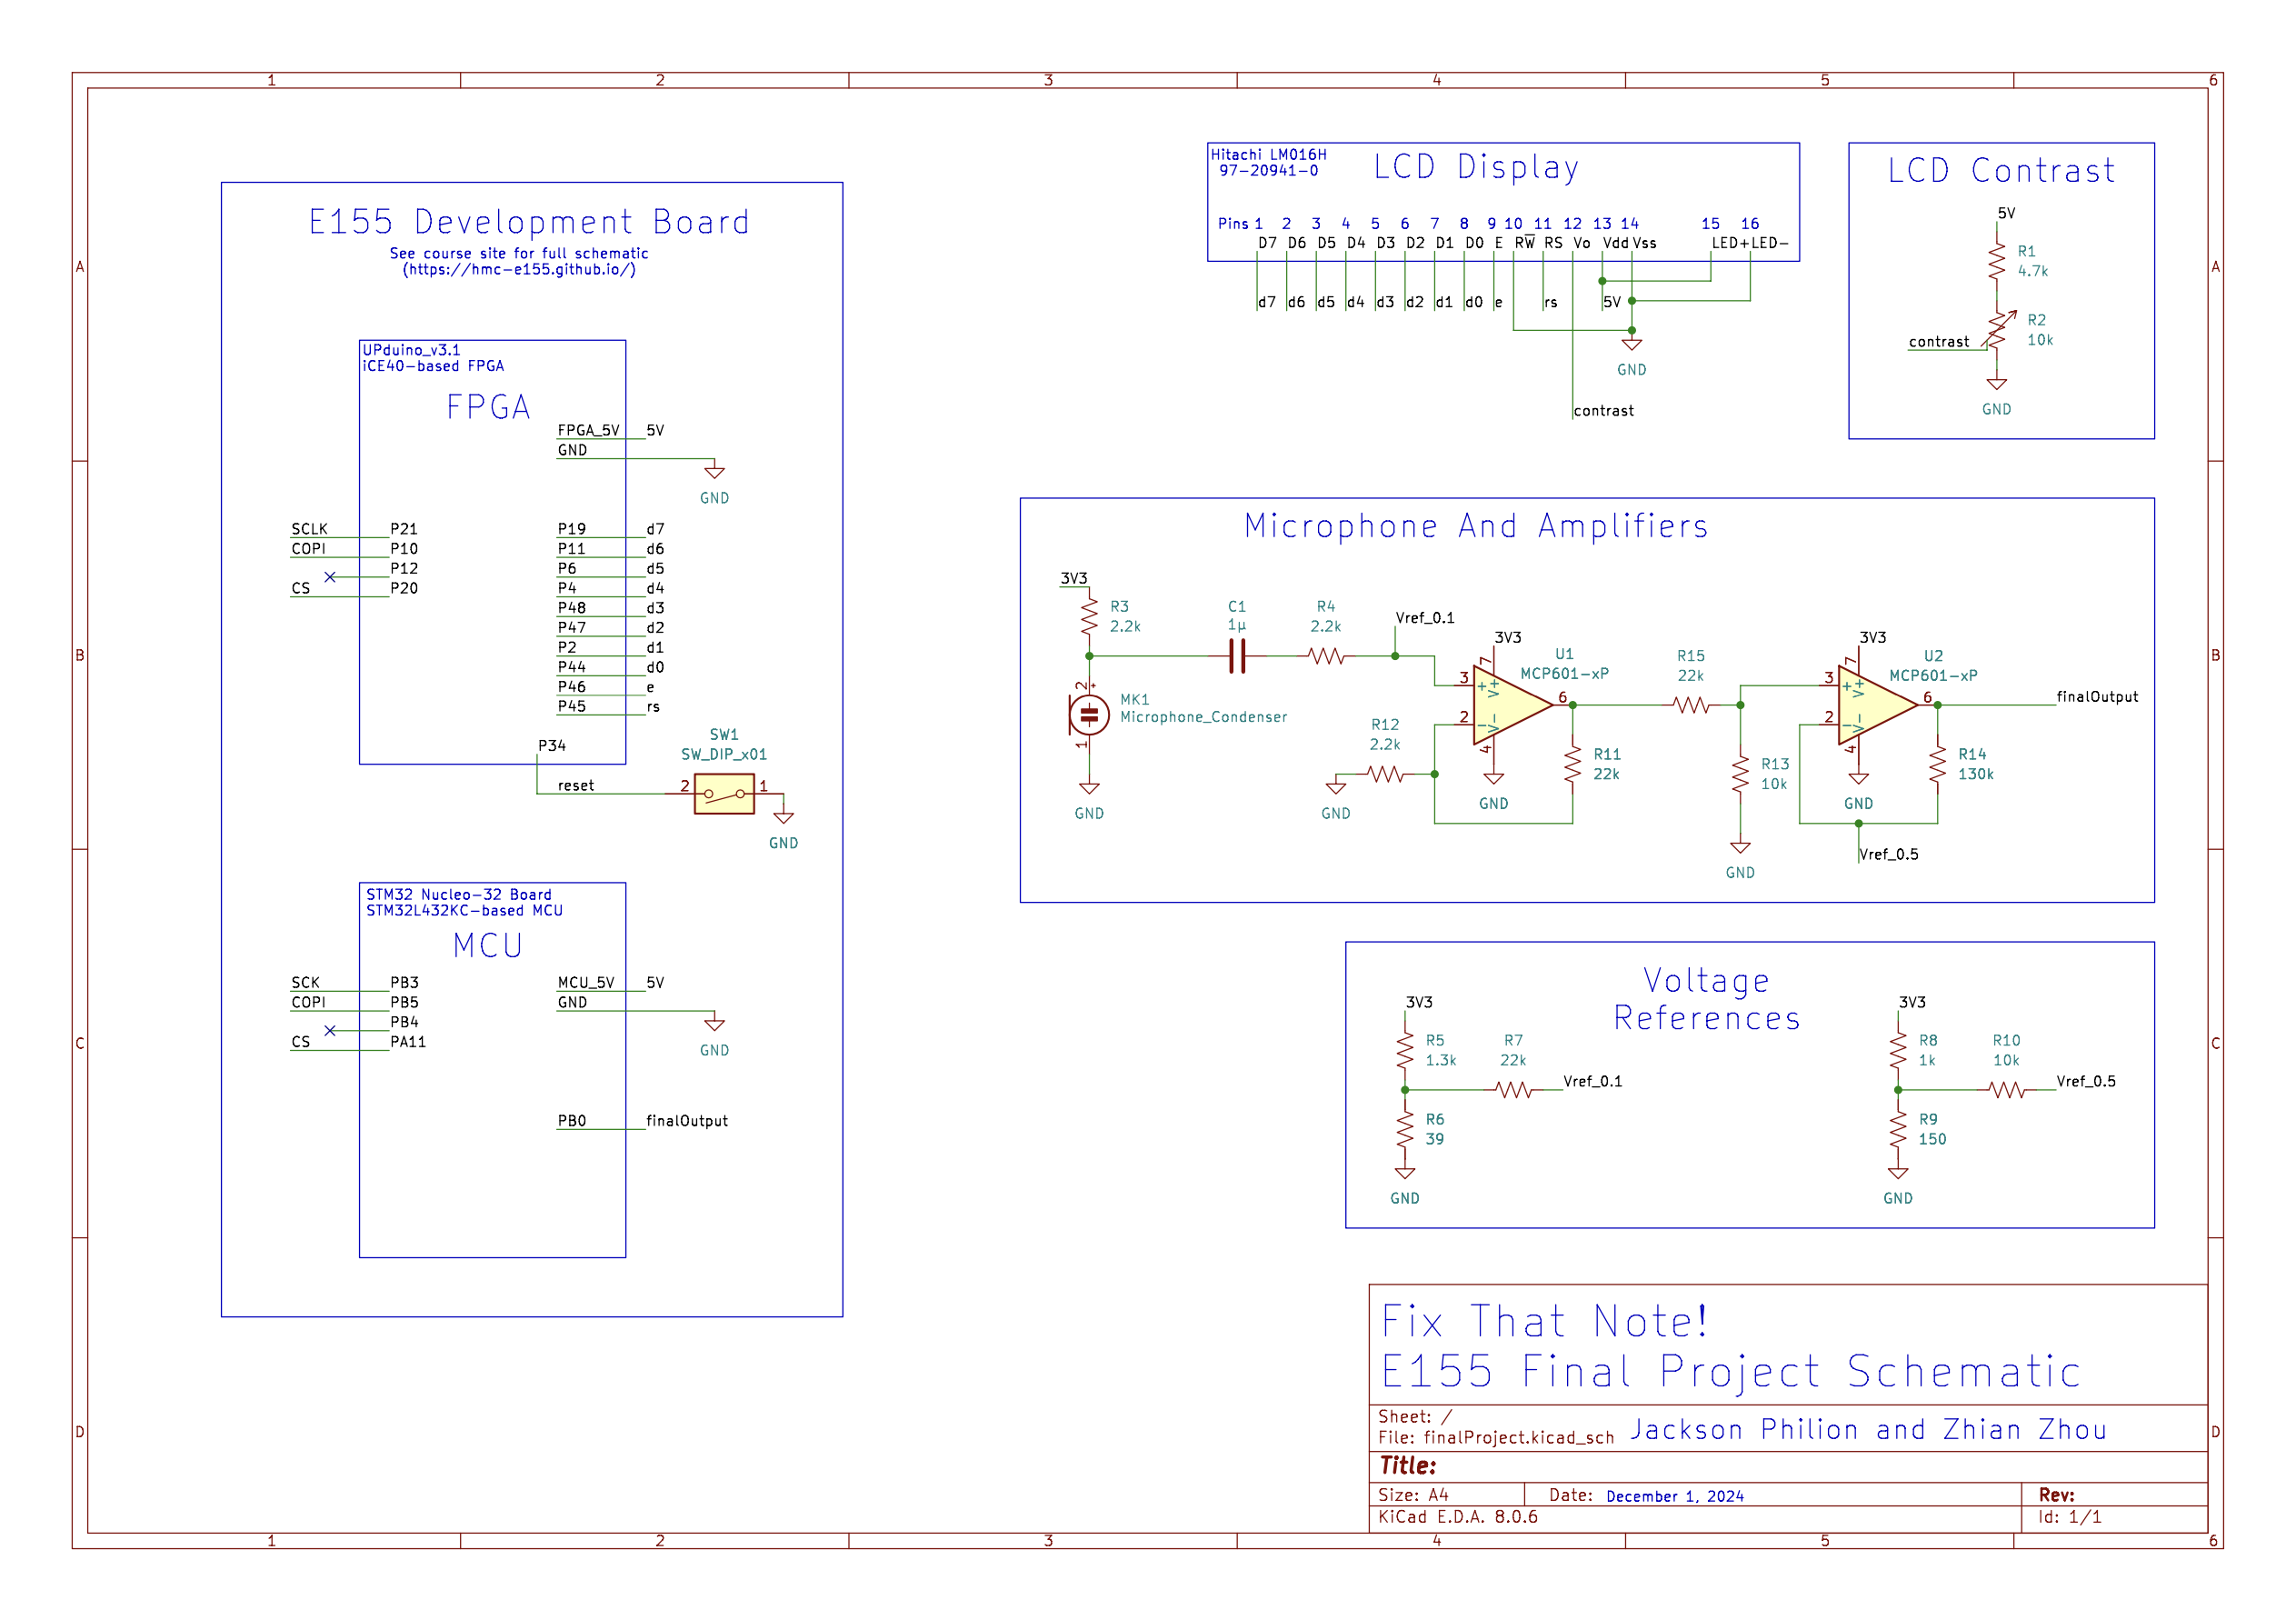 1 2 3 4 5 6
A
B
C
D
E155 Development Board
See course site for full schematic
(https://hmc-e155.github.io/)
UPduino_v3.1
iCE40-based FPGA
FPGA
FPGA_5V 5V
GND
GND
SCLK P21
COPI P10
P12
CS P20
P19 d7
P11 d6
P6 d5
P4 d4
P48 d3
P47 d2
P2 d1
P44 d0
P46 e
P45 rs
P34
reset
SW1
SW_DIP_x01
2 1
GND
STM32 Nucleo-32 Board
STM32L432KC-based MCU
MCU
SCK PB3
COPI PB5
PB4
CS PA11
MCU_5V 5V
GND
GND
PB0 finalOutput
Hitachi LM016H
97-20941-0
LCD Display
Pins 1 2 3 4 5 6 7 8 9 10 11 12 13 14 15 16
D7 D6 D5 D4 D3 D2 D1 D0 E RW̅ RS Vo Vdd Vss LED+ LED-
d7 d6 d5 d4 d3 d2 d1 d0 e rs 5V
GND
contrast
LCD Contrast
5V
R1
4.7k
R2
10k
contrast
GND
Microphone And Amplifiers
3V3
R3
2.2k
C1
1µ
R4
2.2k
Vref_0.1
2 +
MK1
Microphone_Condenser
1
GND
R12
2.2k
GND
3V3
U1
MCP601-xP
7
3 + V+
6
2 - V-
4
GND
R11
22k
R15
22k
R13
10k
GND
3V3
U2
MCP601-xP
7
3 + V+
6
2 - V-
4
GND
finalOutput
R14
130k
Vref_0.5
Voltage
References
3V3
R5
1.3k
R7
22k
Vref_0.1
R6
39
GND
3V3
R8
1k
R10
10k
Vref_0.5
R9
150
GND
Fix That Note!
E155 Final Project Schematic
Sheet: /
File: finalProject.kicad_sch
Jackson Philion and Zhian Zhou
Title:
Size: A4 Date: December 1, 2024 Rev:
KiCad E.D.A. 8.0.6 Id: 1/1
A
B
C
D
1 2 3 4 5 6